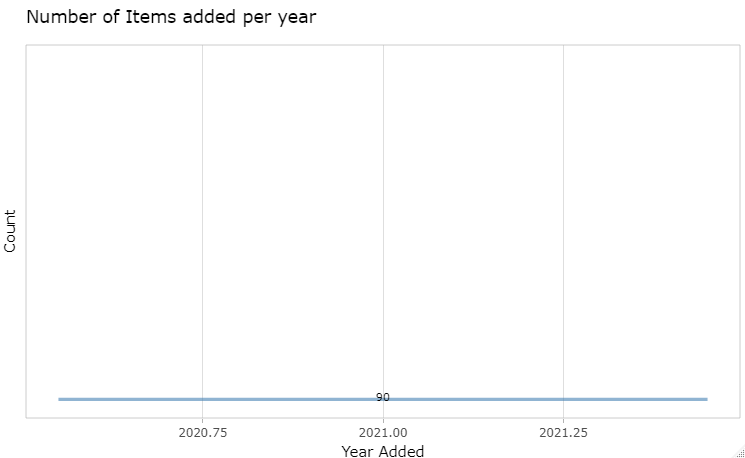 Number of Items added per year
Count
90
2020.75
2021.00
2021.25
Year Added